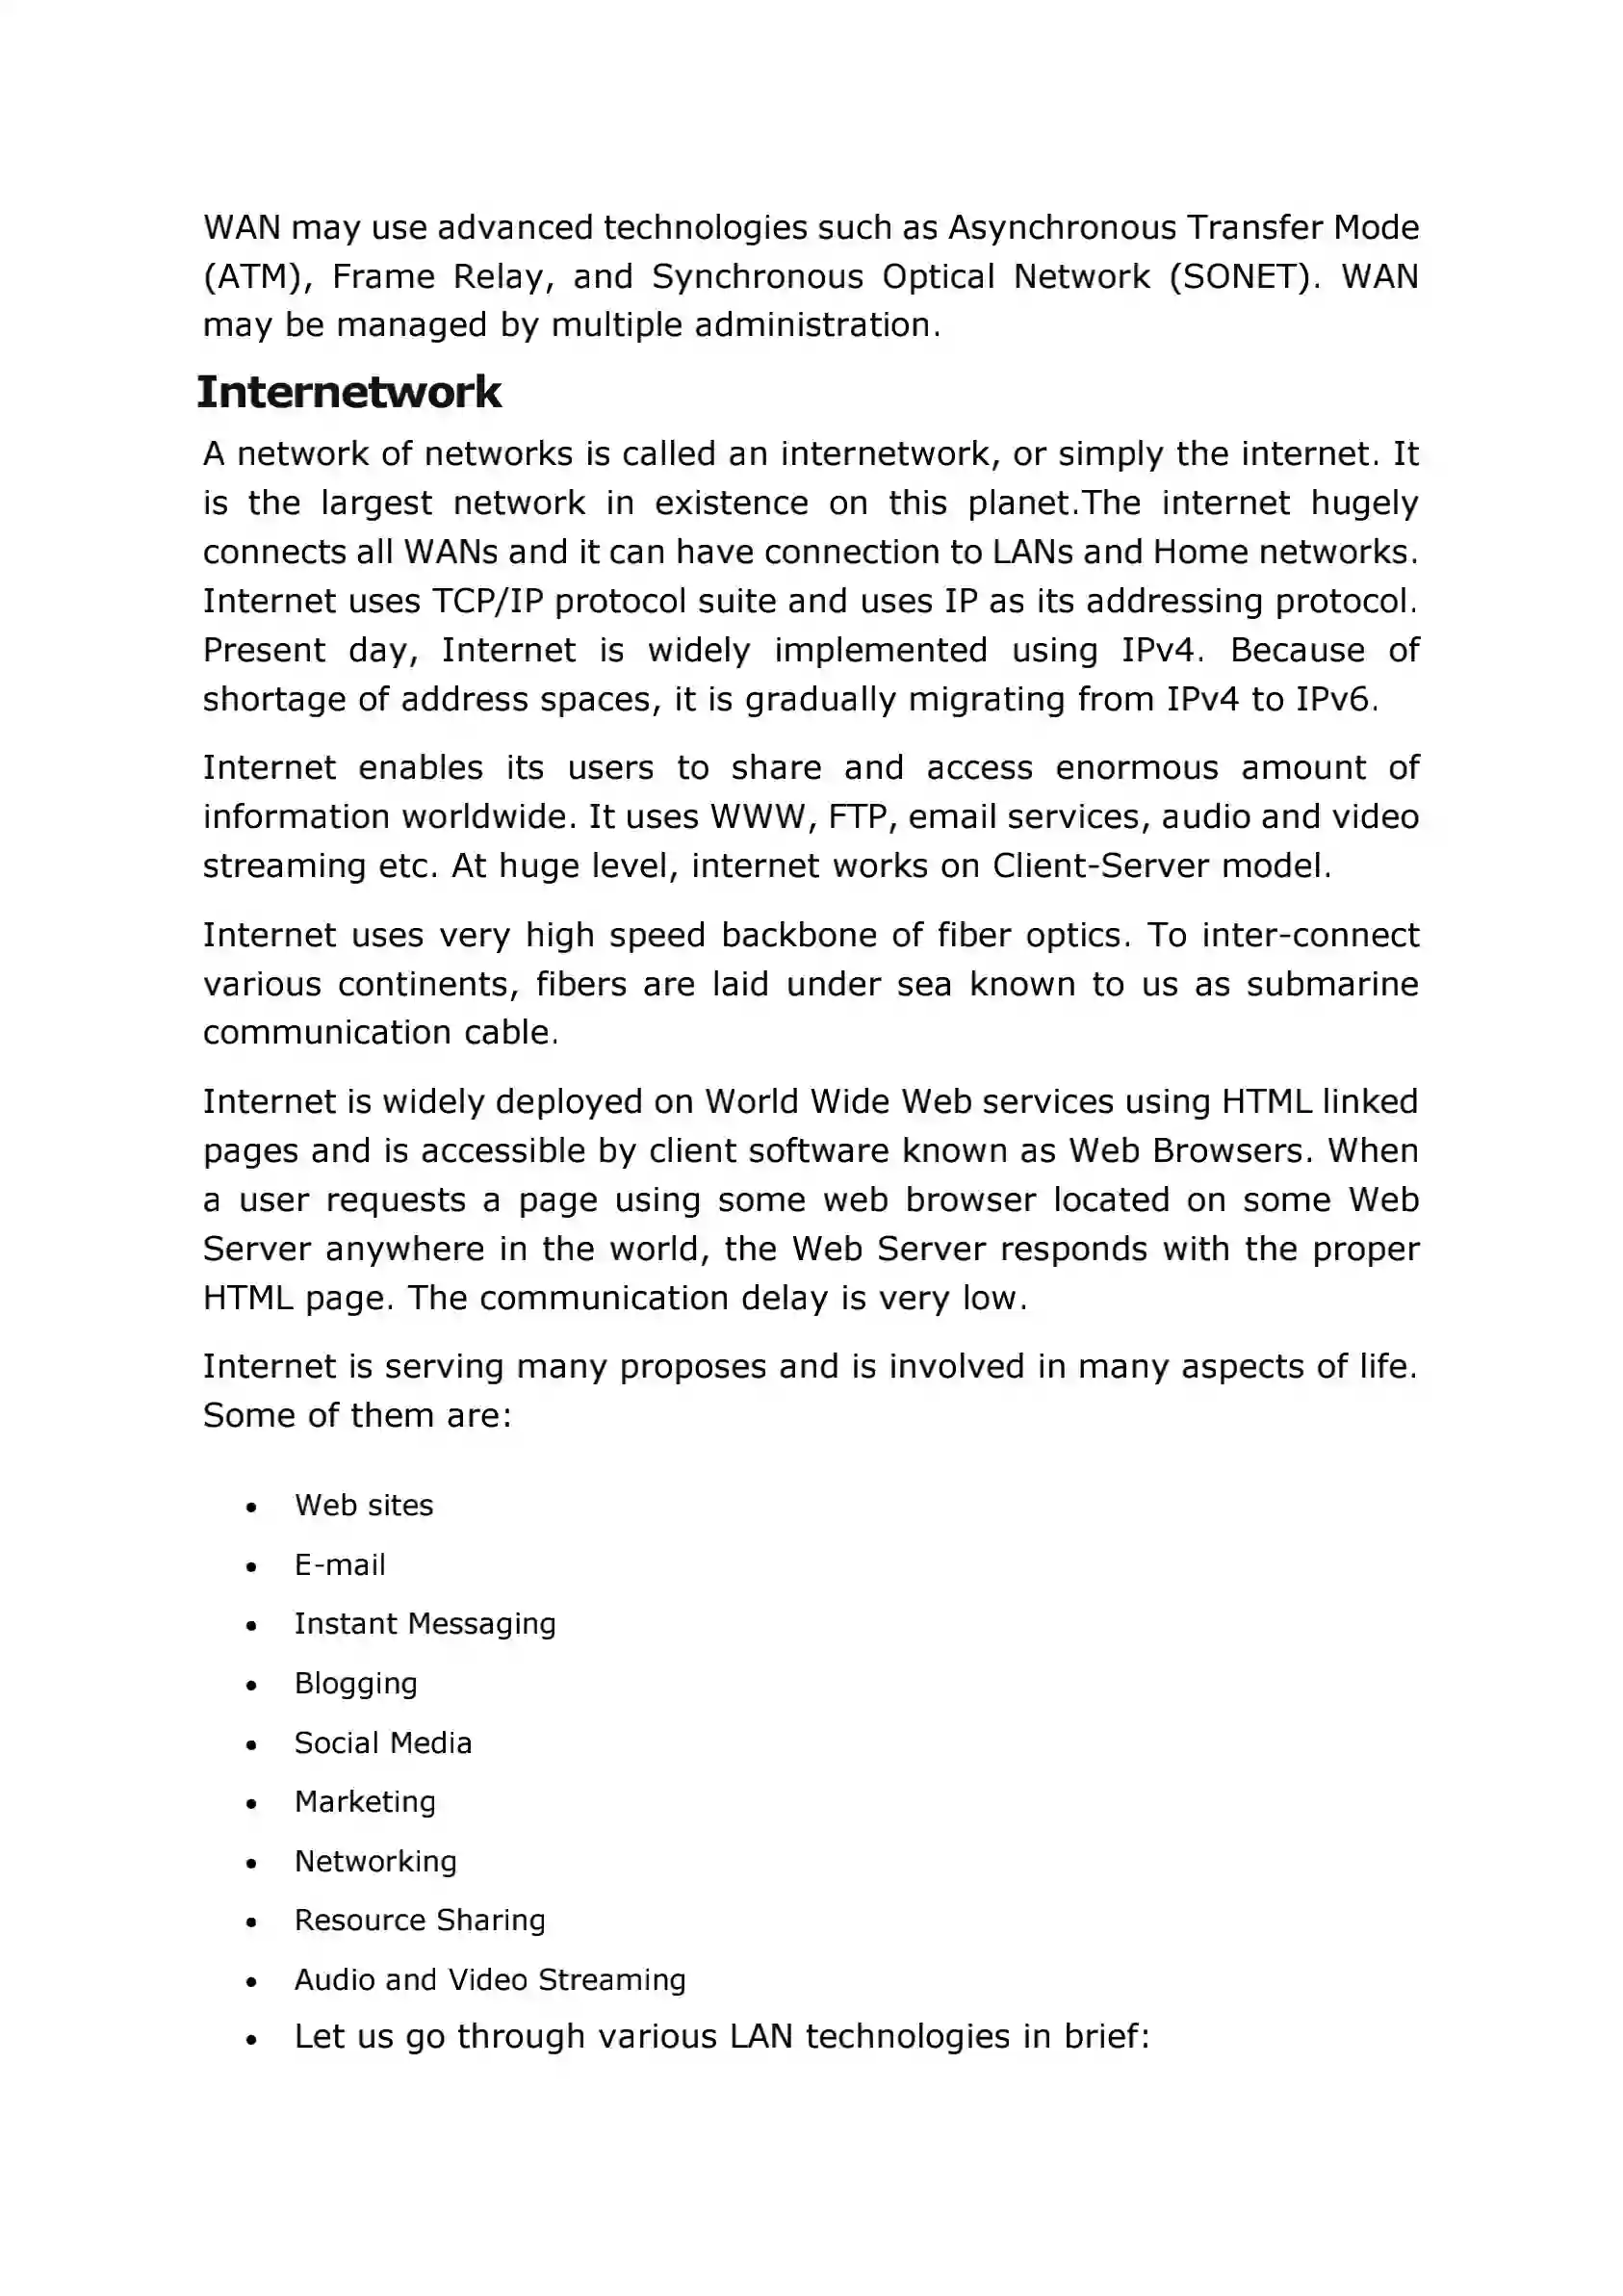 WAN may use advanced technologies such as Asynchronous Transfer Mode
(ATM), Frame Relay, and Synchronous Optical Network (SONET). WAN
may be managed by multiple administration.
Internetwork
A network of networks is called an internetwork, or simply the internet. It
is the largest network in existence on this planet.The internet hugely
connects all WANs and it can have connection to LANs and Home networks.
Internet uses TCP/IP protocol suite and uses IP as its addressing protocol.
Present day, Internet is widely implemented using IPv4. Because of
shortage of address spaces, it is gradually migrating from IPv4 to IPv6.
Internet enables its users to share and access enormous amount of
information worldwide. It uses WWW, FTP, email services, audio and video
streaming etc. At huge level, internet works on Client-Server model.
Internet uses very high speed backbone of fiber optics. To inter-connect
various continents, fibers are laid under sea known to us as submarine
communication cable.
Internet is widely deployed on World Wide Web services using HTML linked
pages and is accessible by client software known as Web Browsers. When
a user requests a page using some web browser located on some Web
Server anywhere in the world, the Web Server responds with the proper
HTML page. The communication delay is very low.
Internet is serving many proposes and is involved in many aspects of life.
Some of them are:
• Web sites
• E-mail
• Instant Messaging
• Blogging
• Social Media
• Marketing
• Networking
• Resource Sharing
• Audio and Video Streaming
• Let us go through various LAN technologies in brief: